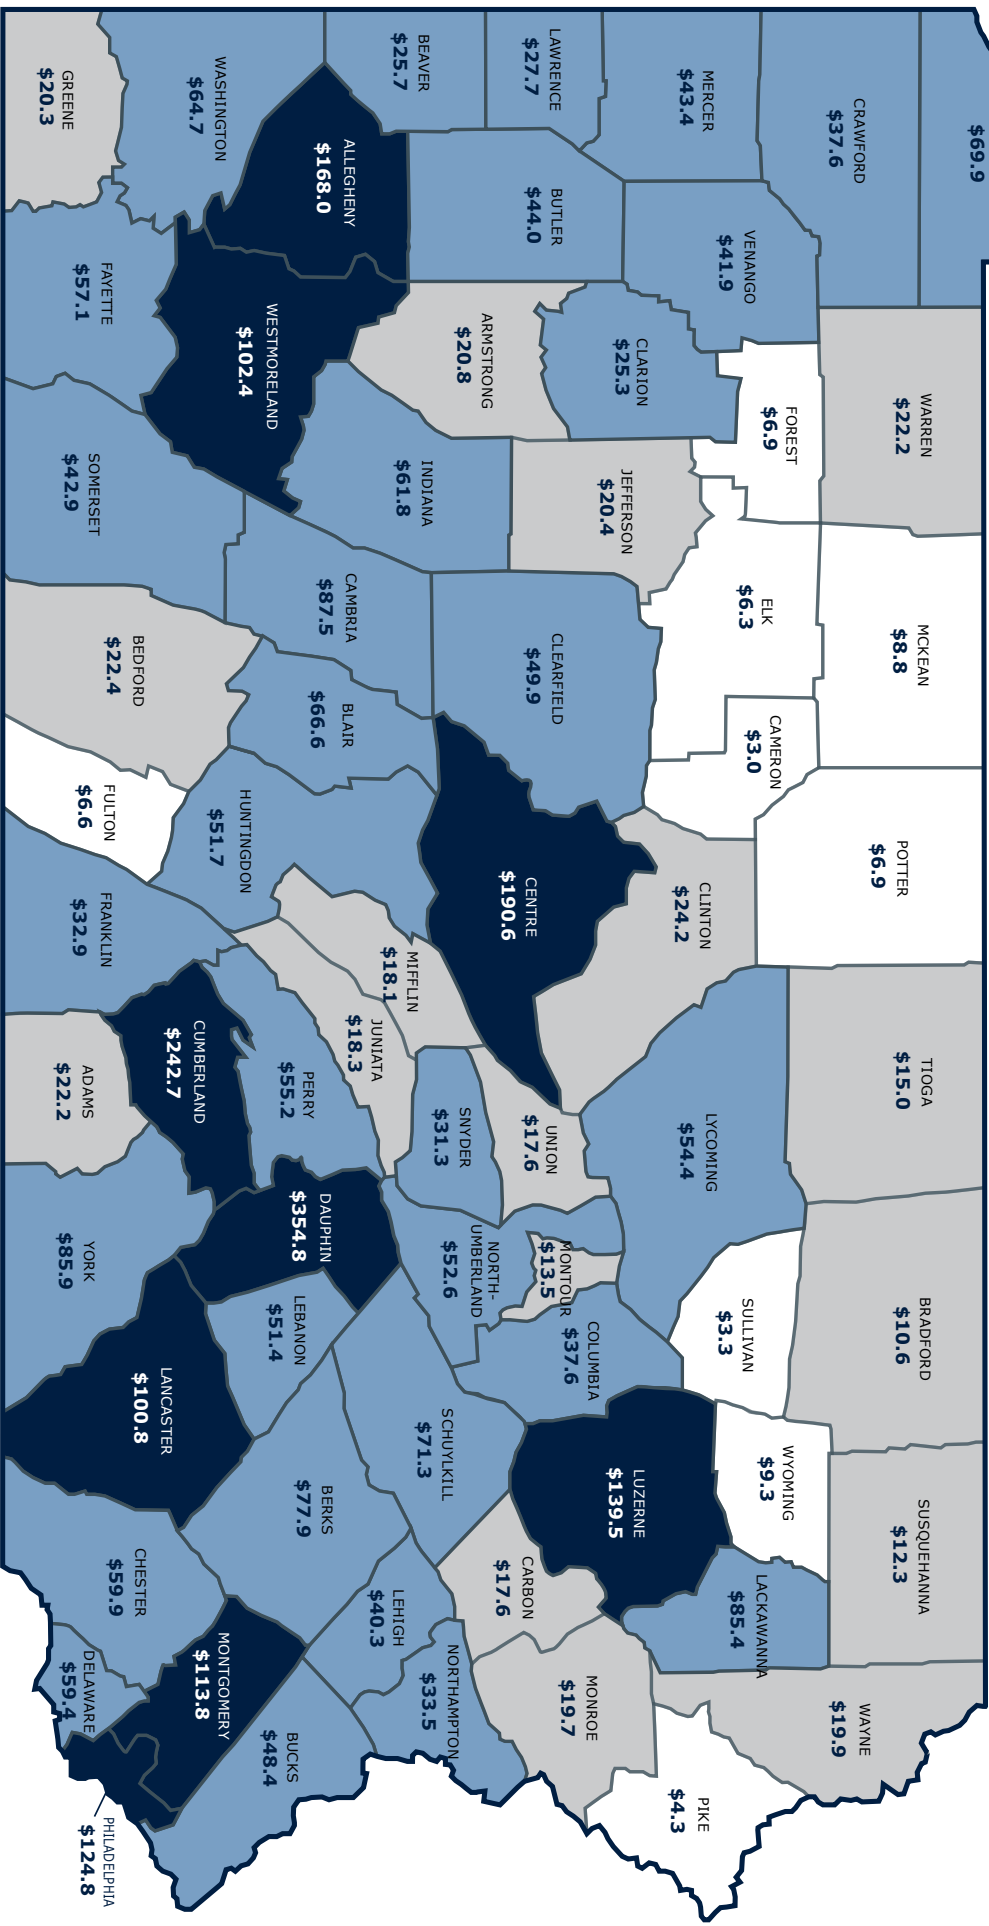 $69.9
CRAWFORD
$37.6
MERCER
$43.4
LAWRENCE
$27.7
BEAVER
$25.7
WASHINGTON
$64.7
GREENE
$20.3
ALLEGHENY
$168.0
BUTLER
$44.0
VENANGO
$41.9
FAYETTE
$57.1
WESTMORELAND
$102.4
ARMSTRONG
$20.8
CLARION
$25.3
FOREST
$6.9
WARREN
$22.2
SOMERSET
$42.9
INDIANA
$61.8
JEFFERSON
$20.4
ELK
$6.3
MCKEAN
$8.8
CAMBRIA
$87.5
CLEARFIELD
$49.9
BEDFORD
$22.4
BLAIR
$66.6
CAMERON
$3.0
POTTER
$6.9
FULTON
$6.6
HUNTINGDON
$51.7
CENTRE
$190.6
CLINTON
$24.2
FRANKLIN
$32.9
MIFFLIN
$18.1
JUNIATA
$18.3
TIOGA
$15.0
LYCOMING
$54.4
UNION
$17.6
SNYDER
$31.3
PERRY
$55.2
CUMBERLAND
$242.7
ADAMS
$22.2
YORK
$85.9
DAUPHIN
$354.8
NORTH-
UMBERLAND
$52.6
MONTOUR
$13.5
COLUMBIA
$37.6
SULLIVAN
$3.3
BRADFORD
$10.6
LEBANON
$51.4
LANCASTER
$100.8
SCHUYLKILL
$71.3
LUZERNE
$139.5
WYOMING
$9.3
SUSQUEHANNA
$12.3
BERKS
$77.9
CARBON
$17.6
LACKAWANNA
$85.4
CHESTER
$59.9
LEHIGH
$40.3
NORTHAMPTON
$33.5
MONROE
$19.7
WAYNE
$19.9
PIKE
$4.3
DELAWARE
$59.4
MONTGOMERY
$113.8
BUCKS
$48.4
PHILADELPHIA
$124.8